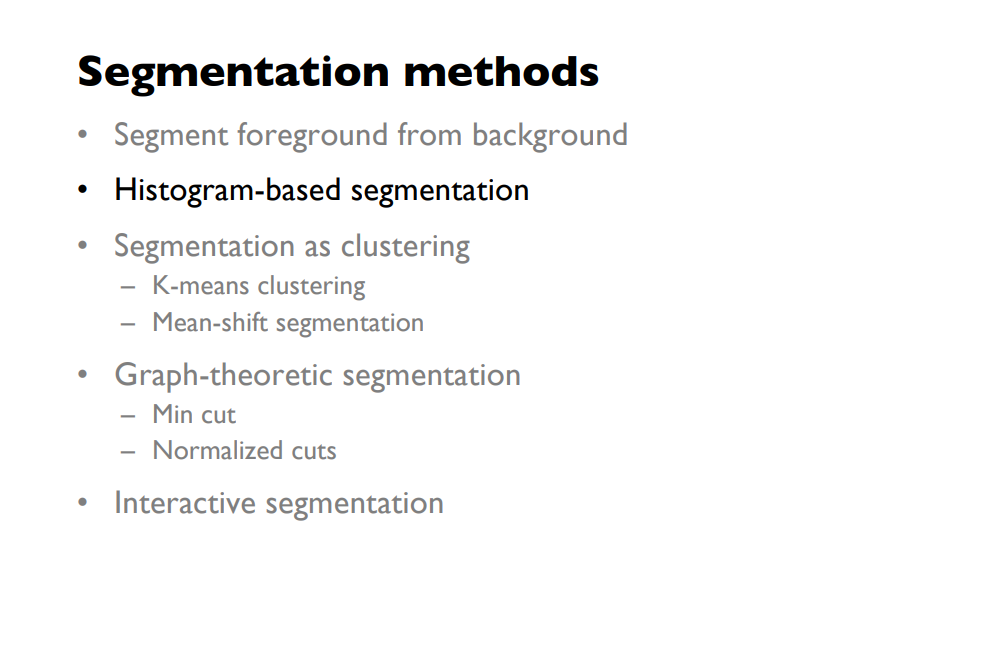 Segmentation methods
• Segment foreground from background
• Histogram-based segmentation
• Segmentation as clustering
– K-means clustering
– Mean-shift segmentation
• Graph-theoretic segmentation
– Min cut
– Normalized cuts
• Interactive segmentation